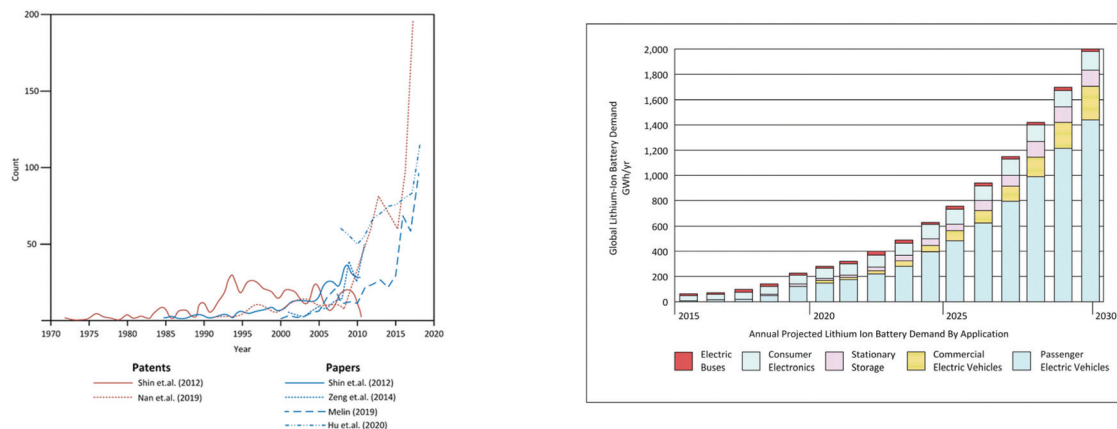 200
150
100
50
Count
1970 1975 1980 1985 1990 1995 2000 2005 2010 2015 2020
Year
Patents
Shin et.al. (2012)
Nan et.al. (2019)
Papers
Shin et.al. (2012)
Zeng et.al. (2014)
Melin (2019)
Hu et.al. (2020)
Global Lithium-Ion Battery Demand
GWh/yr
2,000
1,800
1,600
1,400
1,200
1,000
800
600
400
200
0
2015 2020 2025 2030
Annual Projected Lithium Ion Battery Demand By Application
Electric
Buses
Consumer
Electronics
Stationary
Storage
Commercial
Electric Vehicles
Passenger
Electric Vehicles